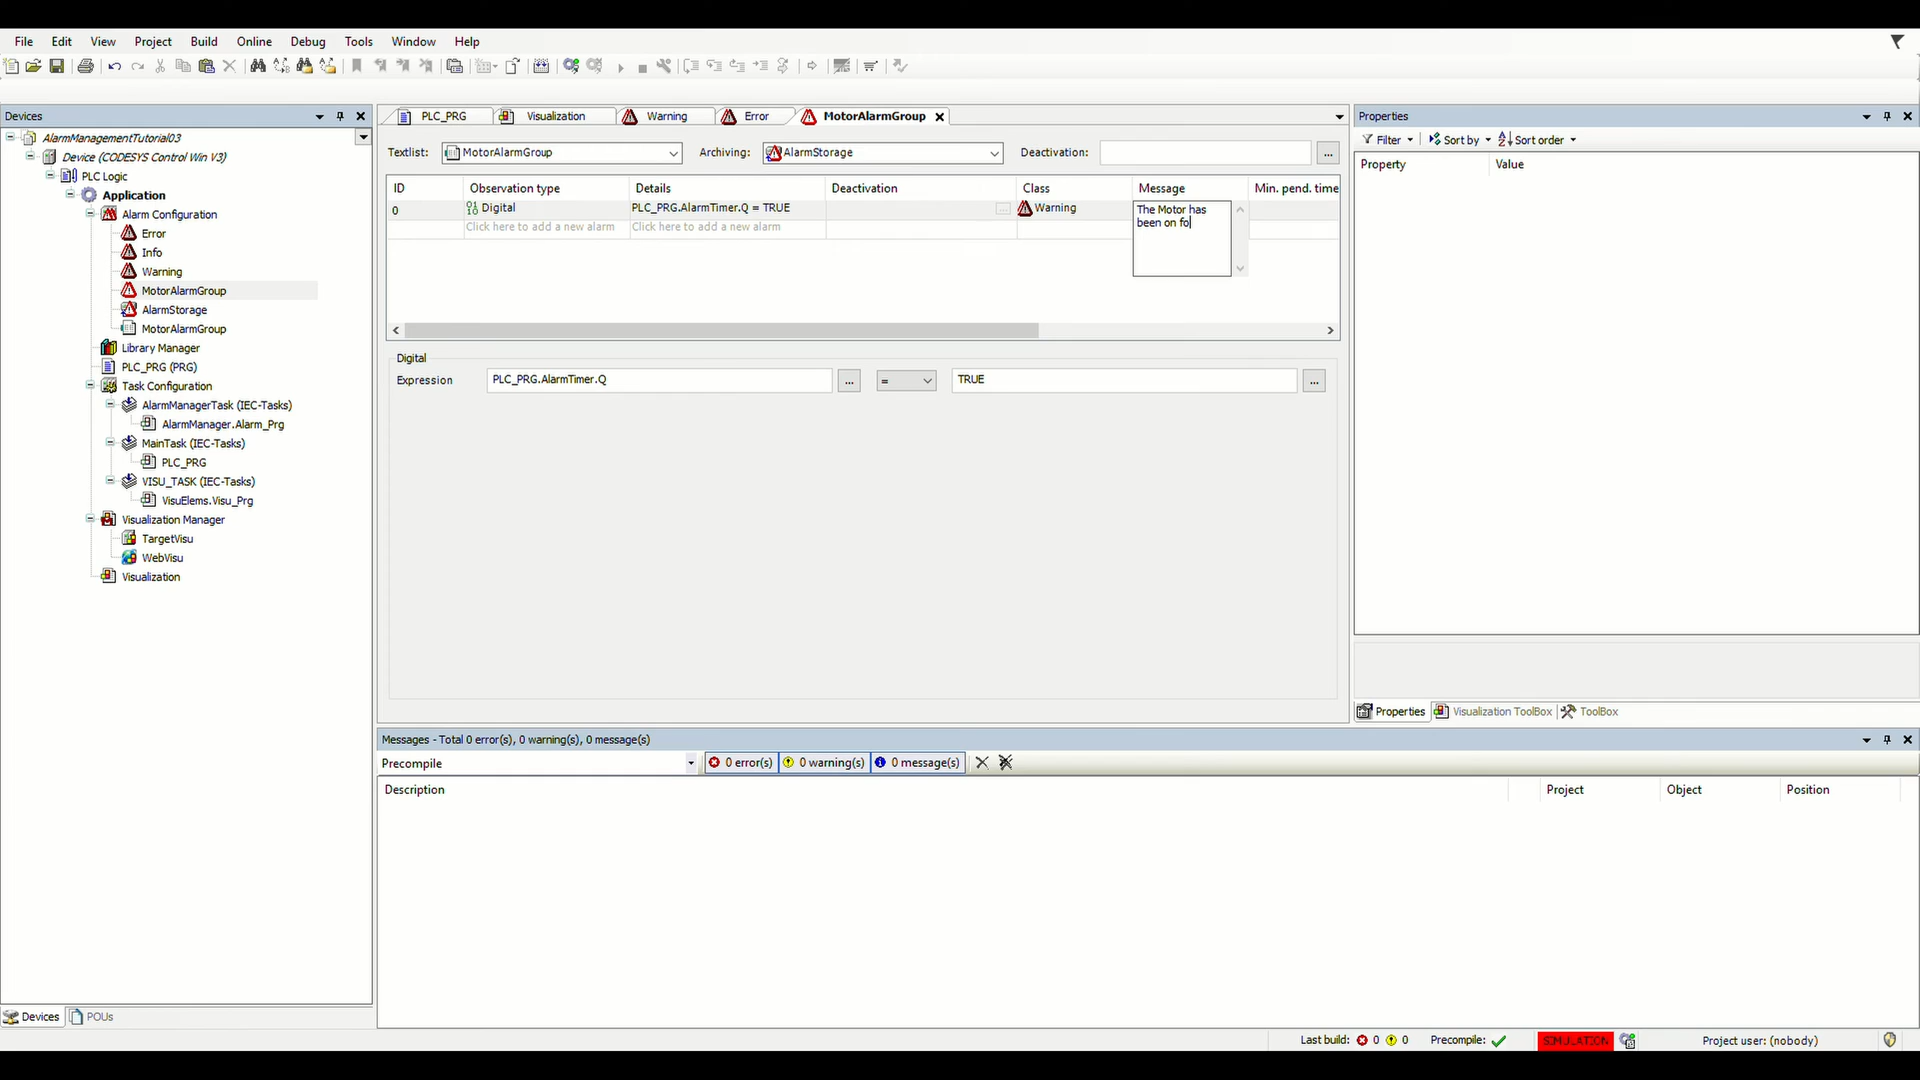 File Edit View Project Build Online Debug Tools Window Help
Devices
AlarmManagementTutorial03
Device (CODESYS Control Win V3)
PLC Logic
Application
Alarm Configuration
Error
Info
Warning
MotorAlarmGroup
AlarmStorage
MotorAlarmGroup
Library Manager
PLC_PRG (PRG)
Task Configuration
AlarmManagerTask (IEC-Tasks)
AlarmManager.Alarm_Prg
MainTask (IEC-Tasks)
PLC_PRG
VISU_TASK (IEC-Tasks)
VisuElems.Visu_Prg
Visualization Manager
TargetVisu
WebVisu
Visualization
Devices POUs
PLC_PRG Visualization Warning Error MotorAlarmGroup
Textlist: MotorAlarmGroup Archiving: AlarmStorage Deactivation: ...
ID Observation type Details Deactivation Class Message Min. pend. time
0 Digital PLC_PRG.AlarmTimer.Q = TRUE ... Warning The Motor has
been on fo
Click here to add a new alarm Click here to add a new alarm
Digital
Expression PLC_PRG.AlarmTimer.Q ... = TRUE ...
Properties
Filter Sort by Sort order
Property Value
Properties Visualization ToolBox ToolBox
Messages - Total 0 error(s), 0 warning(s), 0 message(s)
Precompile 0 error(s) 0 warning(s) 0 message(s)
Description Project Object Position
Last build: 0 0 Precompile: SIMULATION Project user: (nobody)